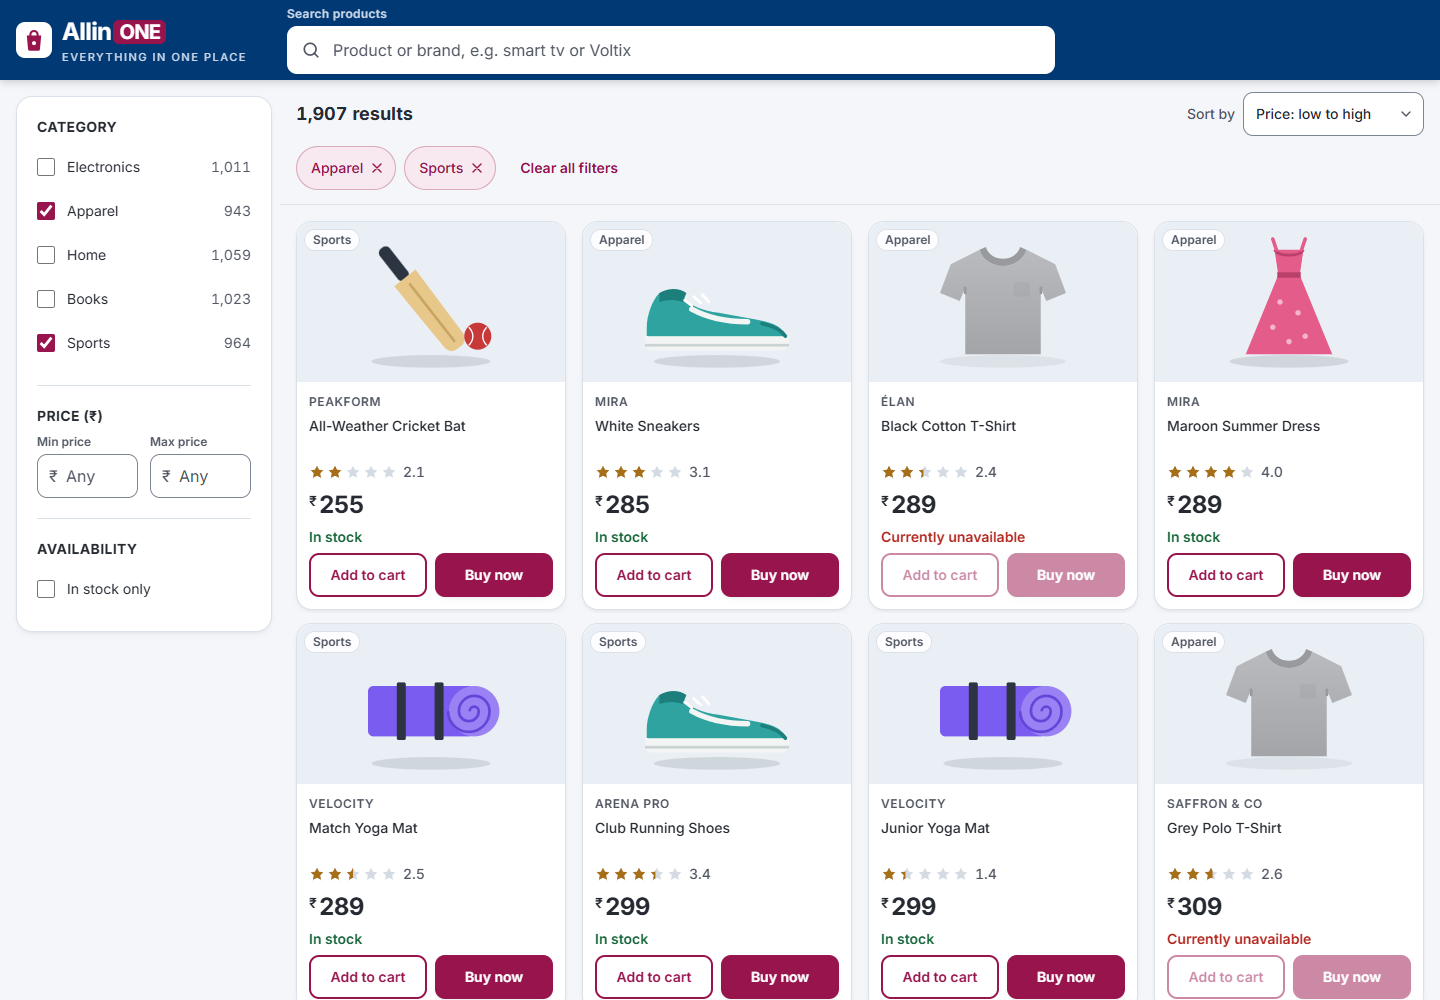 Allin ONE
EVERYTHING IN ONE PLACE
Search products
Product or brand, e.g. smart tv or Voltix
CATEGORY
Electronics 1,011
Apparel 943
Home 1,059
Books 1,023
Sports 964
PRICE (₹)
Min price Max price
₹ Any ₹ Any
AVAILABILITY
In stock only
1,907 results
Sort by Price: low to high
Apparel Sports Clear all filters
Sports
PEAKFORM
All-Weather Cricket Bat
2.1
₹255
In stock
Add to cart Buy now
Apparel
MIRA
White Sneakers
3.1
₹285
In stock
Add to cart Buy now
Apparel
ÉLAN
Black Cotton T-Shirt
2.4
₹289
Currently unavailable
Add to cart Buy now
Apparel
MIRA
Maroon Summer Dress
4.0
₹289
In stock
Add to cart Buy now
Sports
VELOCITY
Match Yoga Mat
2.5
₹289
In stock
Add to cart Buy now
Sports
ARENA PRO
Club Running Shoes
3.4
₹299
In stock
Add to cart Buy now
Sports
VELOCITY
Junior Yoga Mat
1.4
₹299
In stock
Add to cart Buy now
Apparel
SAFFRON & CO
Grey Polo T-Shirt
2.6
₹309
Currently unavailable
Add to cart Buy now